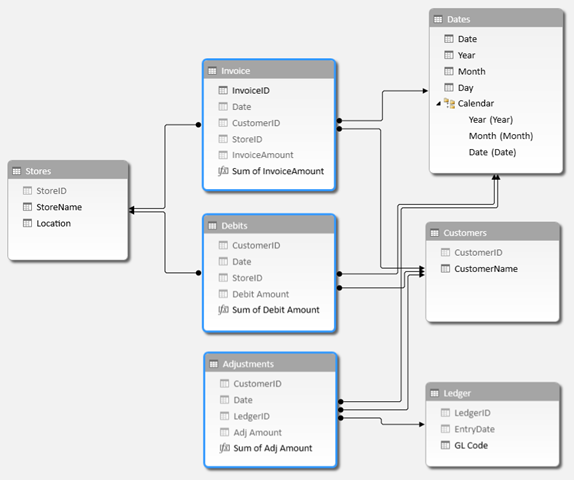 Stores
StoreID
StoreName
Location
Invoice
InvoiceID
Date
CustomerID
StoreID
InvoiceAmount
Sum of InvoiceAmount
Debits
CustomerID
Date
StoreID
Debit Amount
Sum of Debit Amount
Adjustments
CustomerID
Date
LedgerID
Adj Amount
Sum of Adj Amount
Dates
Date
Year
Month
Day
Calendar
Year (Year)
Month (Month)
Date (Date)
Customers
CustomerID
CustomerName
Ledger
LedgerID
EntryDate
GL Code